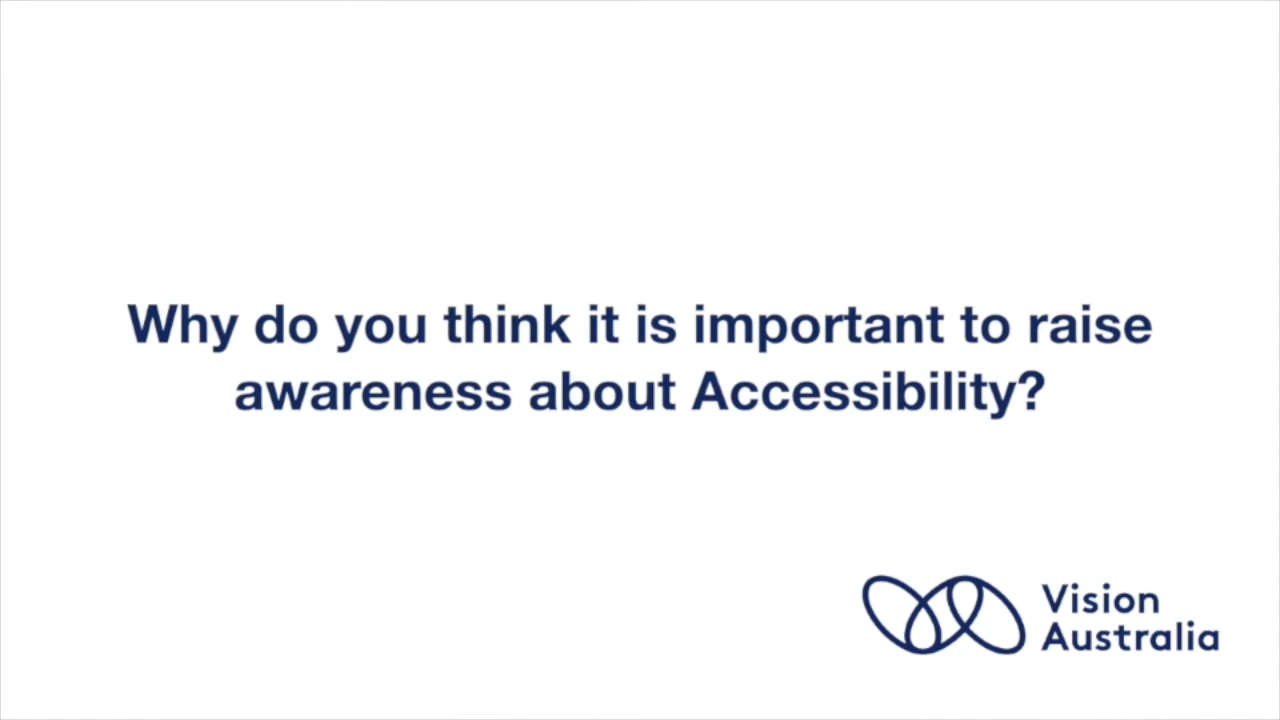 Why do you think it is important to raise
awareness about Accessibility?
Vision
Australia